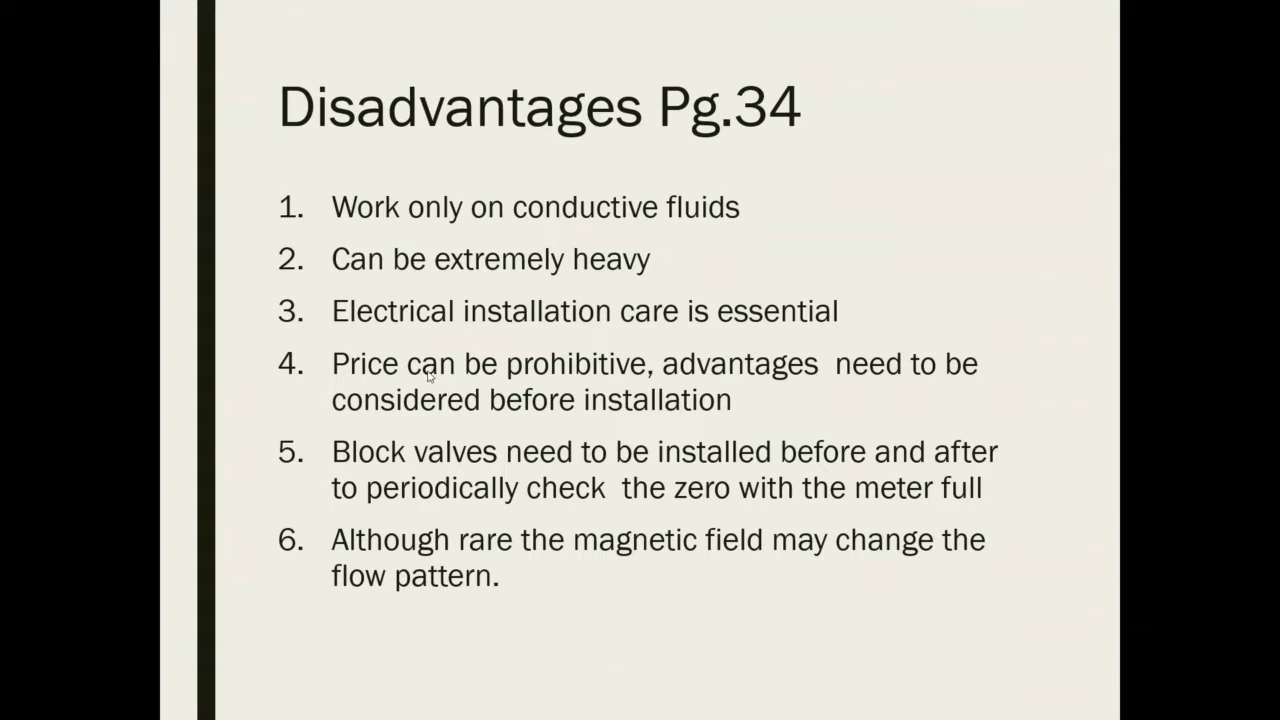 Disadvantages Pg.34
1. Work only on conductive fluids
2. Can be extremely heavy
3. Electrical installation care is essential
4. Price can be prohibitive, advantages  need to be
considered before installation
5. Block valves need to be installed before and after
to periodically check  the zero with the meter full
6. Although rare the magnetic field may change the
flow pattern.